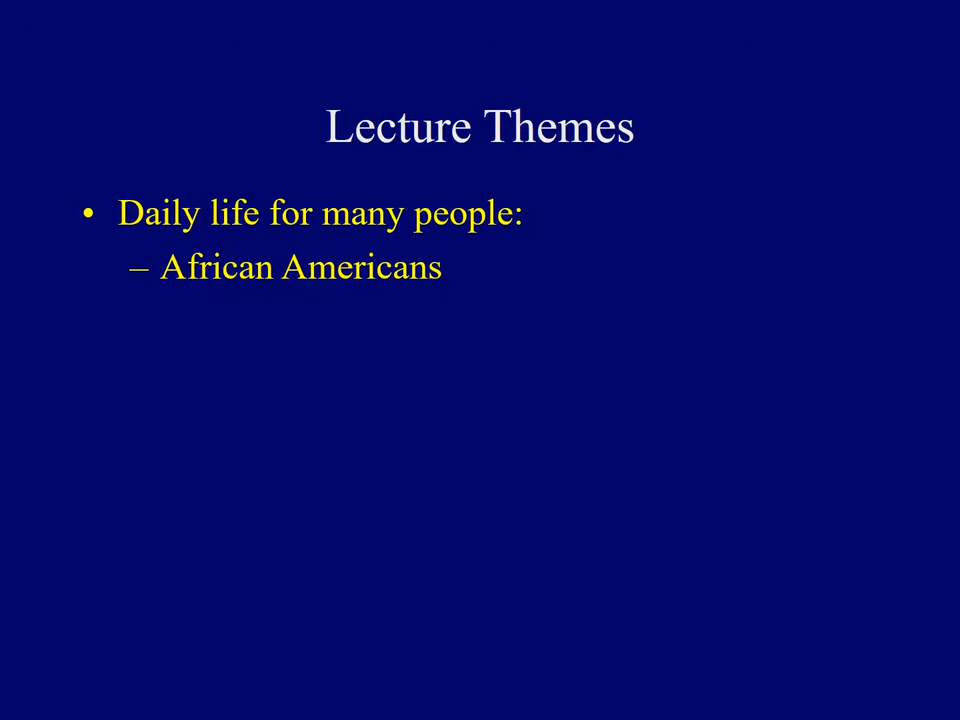 Lecture Themes
• Daily life for many people:
– African Americans